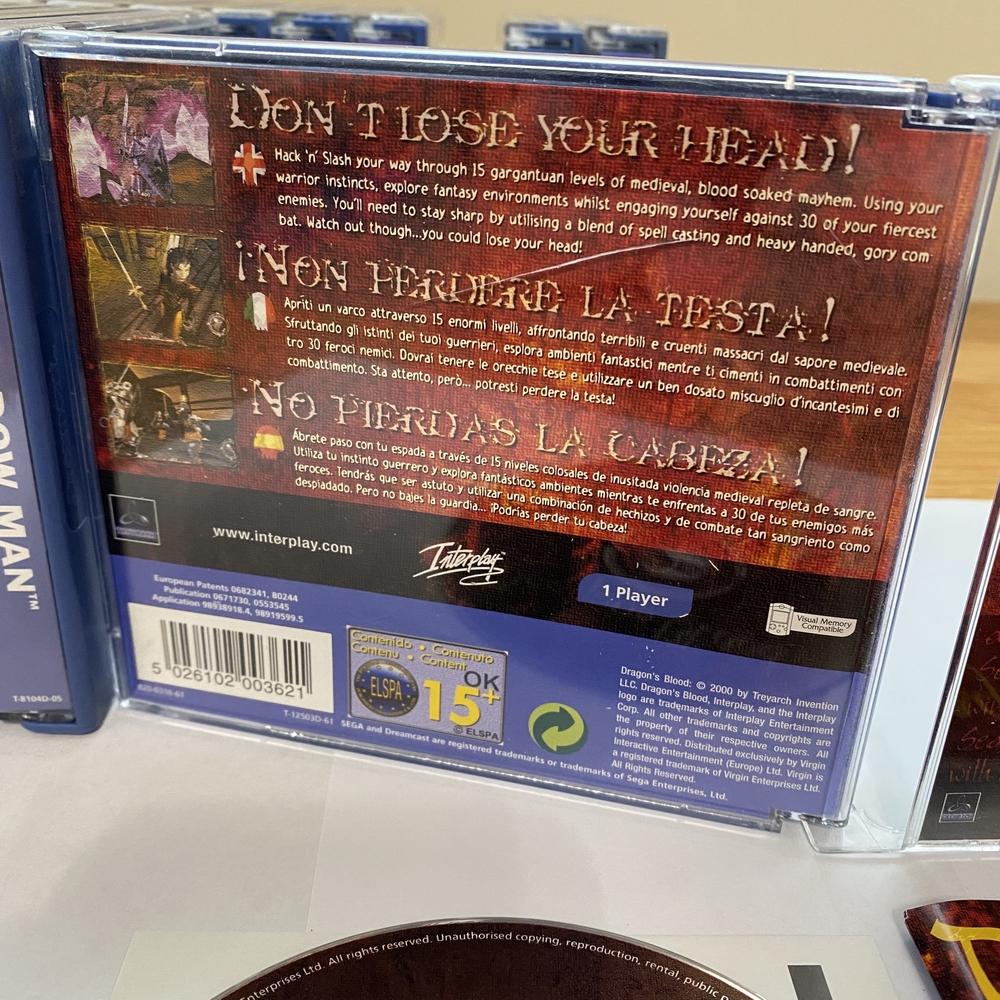 DON'T LOSE YOUR HEAD!
Hack 'n' Slash your way through 15 gargantuan levels of medieval, blood soaked mayhem. Using your
warrior instincts, explore fantasy environments whilst engaging yourself against 30 of your fiercest
enemies. You'll need to stay sharp by utilising a blend of spell casting and heavy handed, gory com-
bat. Watch out though...you could lose your head!
¡NON PERDERE LA TESTA!
Apriti un varco attraverso 15 enormi livelli, affrontando terribili e cruenti massacri dal sapore medievale.
Sfruttando gli istinti dei tuoi guerrieri, esplora ambienti fantastici mentre ti cimenti in combattimenti con-
tro 30 feroci nemici. Dovrai tenere le orecchie tese e utilizzare un ben dosato miscuglio d'incantesimi e di
combattimento. Sta attento, però... potresti perdere la testa!
NO PIERDAS LA CABEZA!
Ábrete paso con tu espada a través de 15 niveles colosales de inusitada violencia medieval repleta de sangre.
Utiliza tu instinto guerrero y explora fantásticos ambientes mientras te enfrentas a 30 de tus enemigos más
feroces. Tendrás que ser astuto y utilizar una combinación de hechizos y de combate tan sangriento como
despiadado. Pero no bajes la guardia... ¡Podrías perder tu cabeza!
www.interplay.com
Interplay™
1 Player
Visual Memory
Compatible
European Patents 0682341, 80244
Publication 0671730, 0553545
Application 98938918.4, 98919599.5
5 026102 003621
820-0316-61
T-12503D-61
Contenido • Contenuto
Contenu • Content
ELSPA
OK
15+
© ELSPA
SEGA and Dreamcast are registered trademarks or trademarks of Sega Enterprises, Ltd.
Dragon's Blood: © 2000 by Treyarch Invention
LLC. Dragon's Blood, Interplay, and the Interplay
logo are trademarks of Interplay Entertainment
Corp. All other trademarks and copyrights are
the property of their respective owners. All
rights reserved. Distributed exclusively by Virgin
Interactive Entertainment (Europe) Ltd. Virgin is
a registered trademark of Virgin Enterprises Ltd.
All Rights Reserved.
MAN™
T-8104D-05
Enterprises Ltd. All rights reserved. Unauthorised copying, reproduction, rental, public